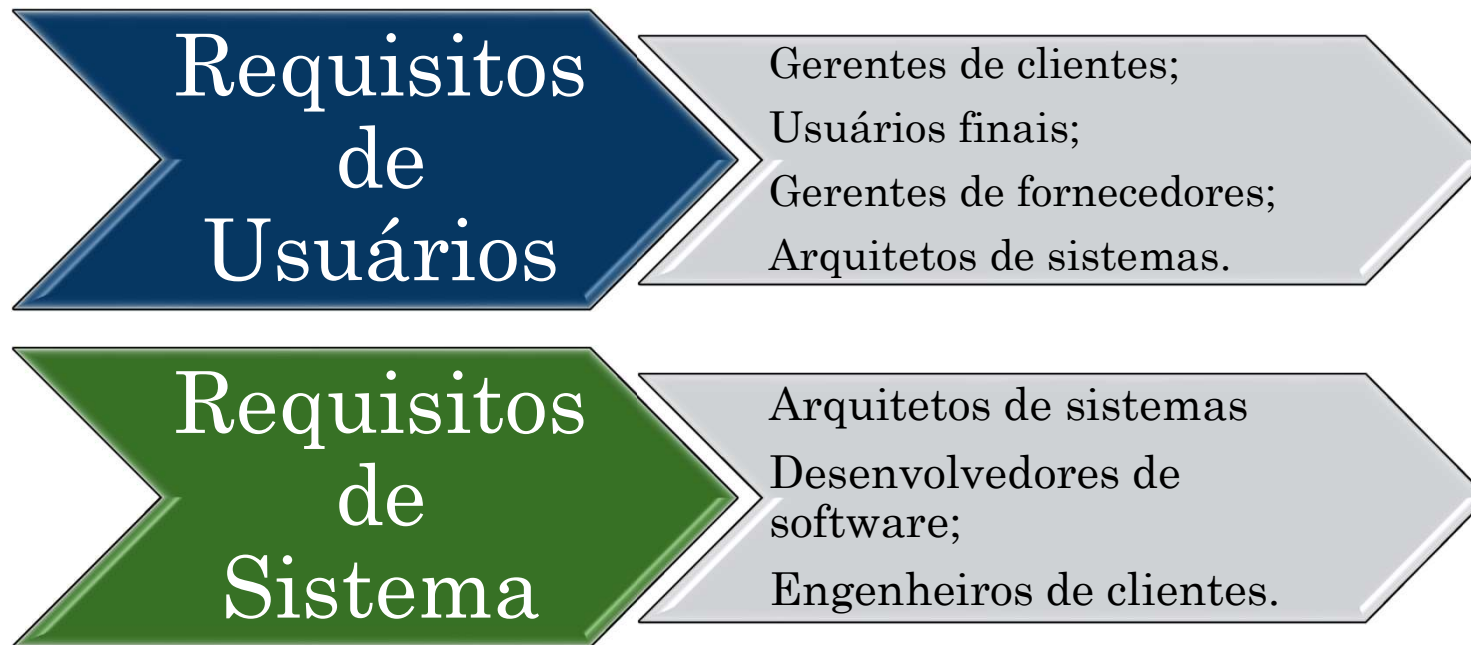 Requisitos
de
Usuários
Gerentes de clientes;
Usuários finais;
Gerentes de fornecedores;
Arquitetos de sistemas.
Requisitos
de
Sistema
Arquitetos de sistemas
Desenvolvedores de
software;
Engenheiros de clientes.